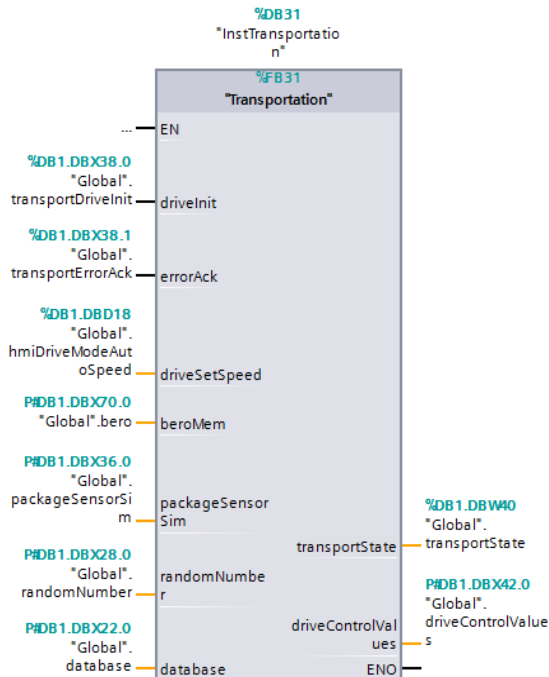 %DB31
"InstTransportatio
n"
%FB31
"Transportation"
...
EN
%DB1.DBX38.0
"Global".
transportDriveInit
driveInit
%DB1.DBX38.1
"Global".
transportErrorAck
errorAck
%DB1.DBD18
"Global".
hmiDriveModeAut
oSpeed
driveSetSpeed
P#DB1.DBX70.0
"Global".bero
beroMem
P#DB1.DBX36.0
"Global".
packageSensorSi
m
packageSensor
Sim
P#DB1.DBX28.0
"Global".
randomNumber
randomNumbe
r
P#DB1.DBX22.0
"Global".
database
database
%DB1.DBW40
"Global".
transportState
transportState
P#DB1.DBX42.0
"Global".
driveControlValue
s
driveControlVal
ues
ENO